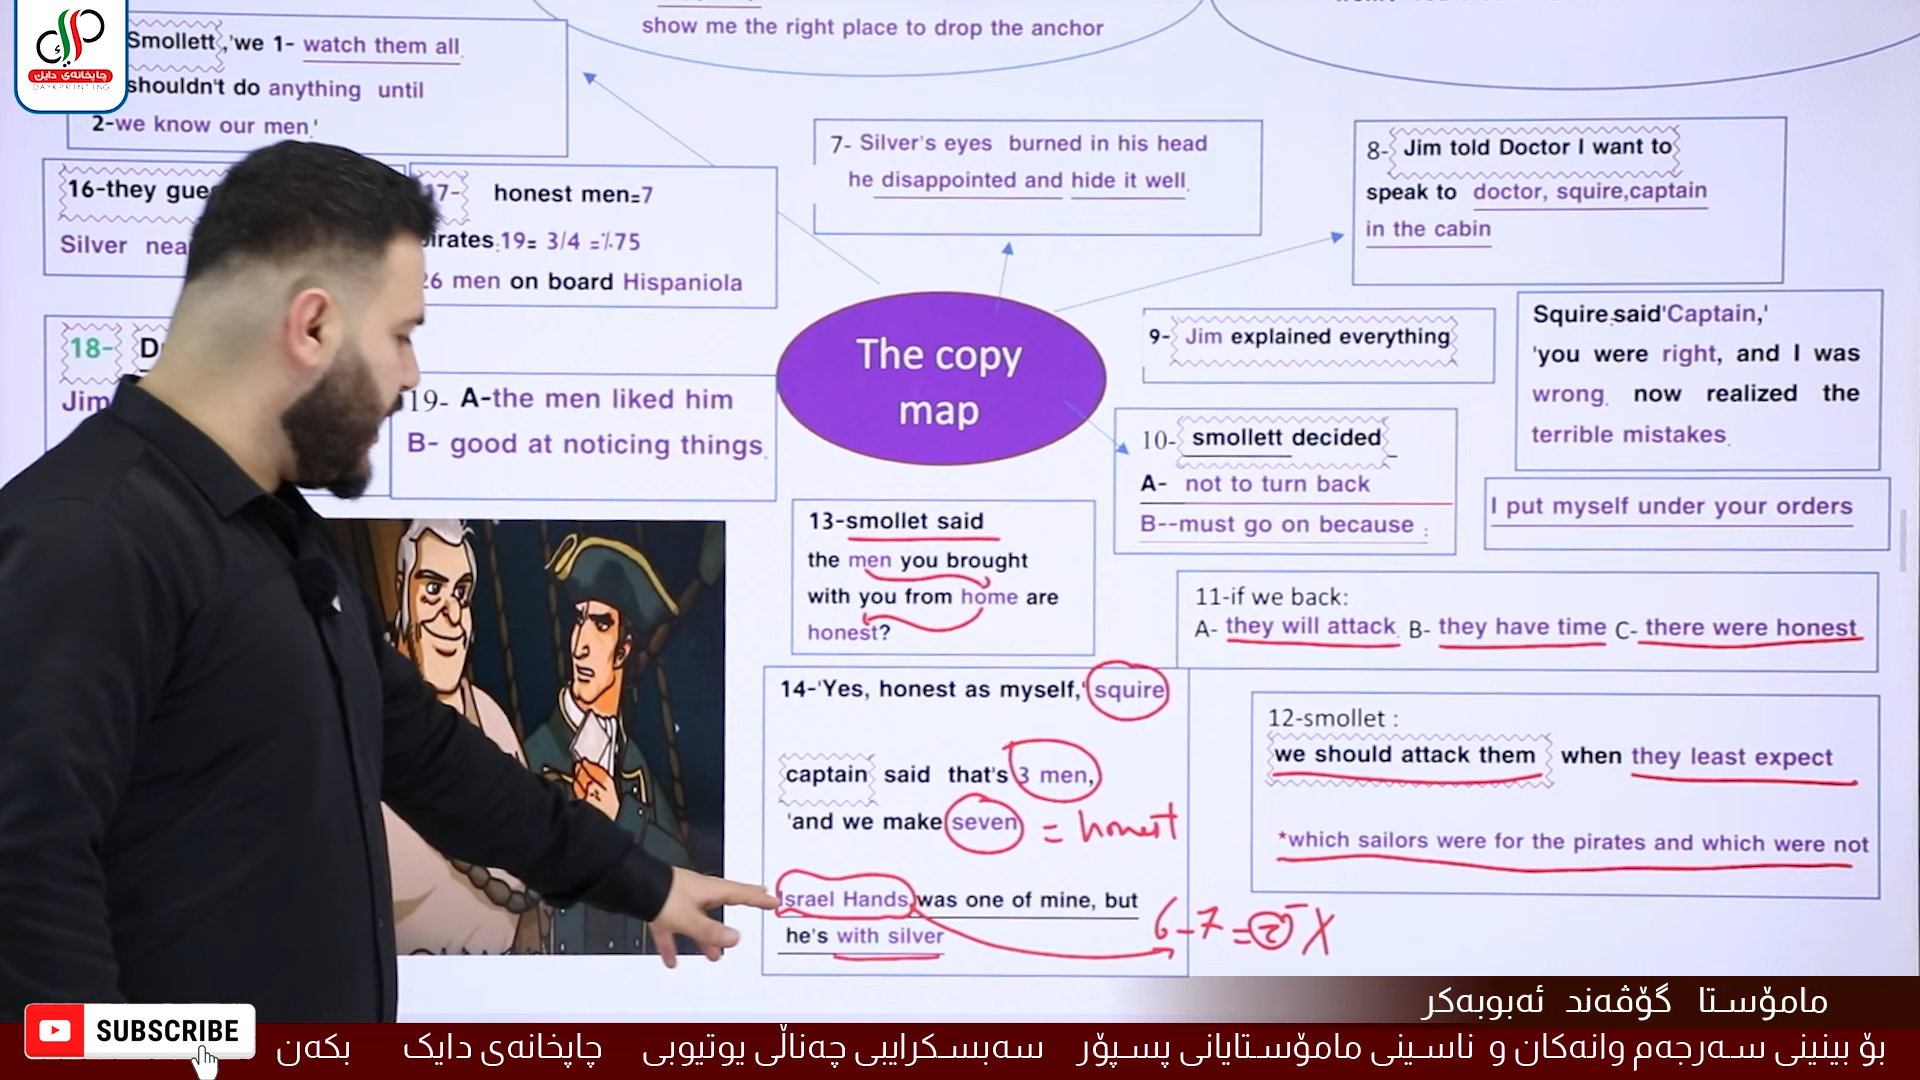 show me the right place to drop the anchor
Smollett,'we 1- watch them all
shouldn't do anything until
2-we know our men.'
16-they gue
Silver nea
17- honest men=7
pirates.19= 3/4 =٪75
26 men on board Hispaniola
18- D
Jim
19- A-the men liked him
B- good at noticing things.
7- Silver's eyes burned in his head
he disappointed and hide it well.
8- Jim told Doctor I want to
speak to doctor, squire,captain
in the cabin
The copy
map
9- Jim explained everything
Squire.said'Captain,'
'you were right, and I was
wrong. now realized the
terrible mistakes.
10- smollett decided
A- not to turn back
B--must go on because :
I put myself under your orders
11-if we back:
A- they will attack. B- they have time C- there were honest
12-smollet :
we should attack them when they least expect
*which sailors were for the pirates and which were not
13-smollet said
the men you brought
with you from home are
honest?
14-'Yes, honest as myself,' squire
captain said that's 3 men,
'and we make seven = honest
Israel Hands was one of mine, but
he's with silver
چاپخانەی دایك
DAYKPRINTING
مامۆستا گۆڤەند ئەبوبەکر
SUBSCRIBE
بۆ بینینی سەرجەم وانەکان و ناسینی مامۆستایانی پسپۆر سەبسکرایبی چەناڵی یوتیوبی چاپخانەی دایک بکەن